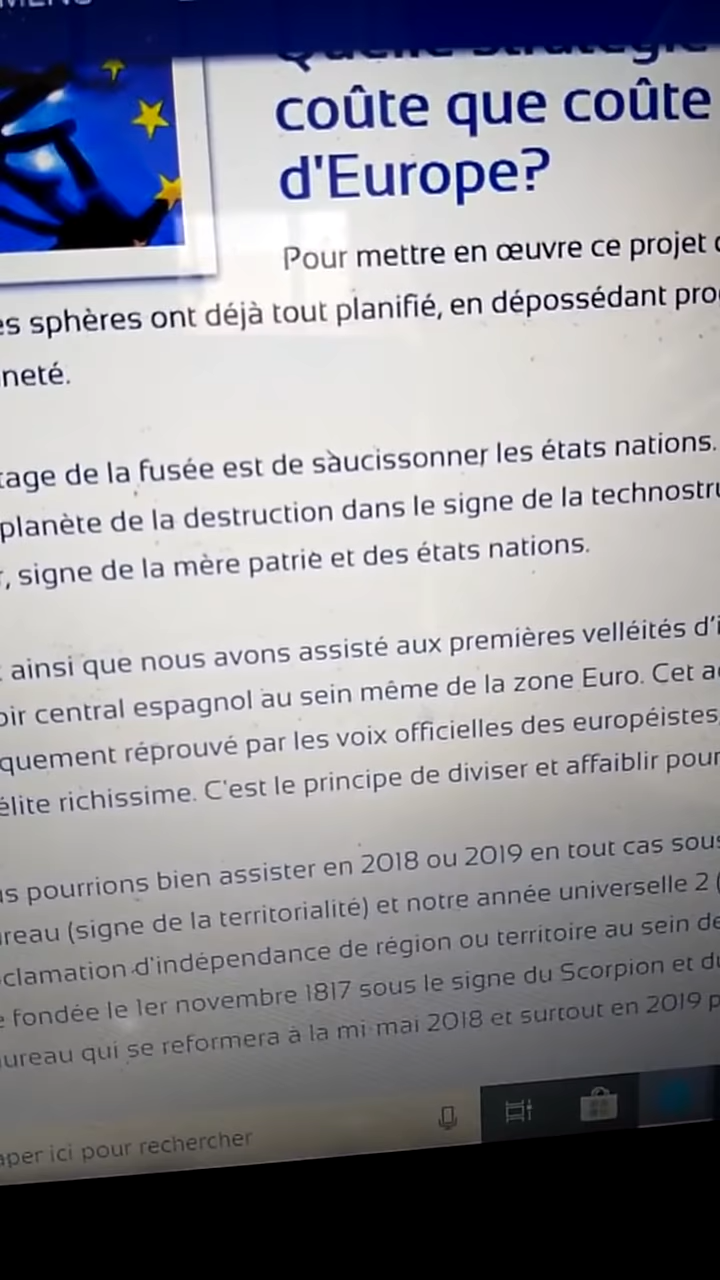 coûte que coûte
d'Europe?
Pour mettre en œuvre ce projet
sphères ont déjà tout planifié, en dépossédant
neté.
de la fusée est de saucissonner les états nations.
planète de la destruction dans le signe de la
signe de la mère patrie et des états nations.
ainsi que nous avons assisté aux premières velléités
central espagnol au sein même de la zone Euro. Cet
quement réprouvé par les voix officielles des européistes,
élite richissime. C'est le principe de diviser et affaiblir pour
pourrions bien assister en 2018 ou 2019 en tout cas sous
reau (signe de la territorialité) et notre année universelle 2 (
clamation d'indépendance de région ou territoire au sein de
fondée le 1er novembre 1817 sous le signe du Scorpion et du
ureau qui se reformera à la mi mai 2018 et surtout en 2019
aper ici pour rechercher